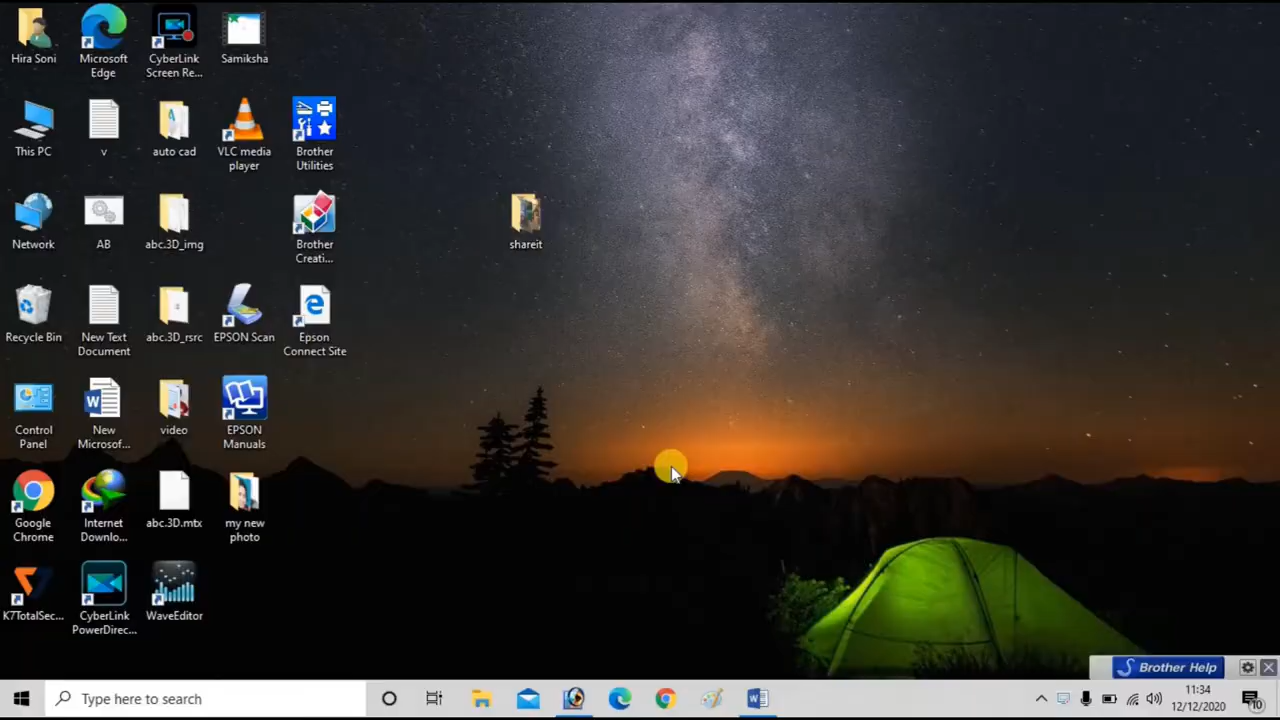 Hira Soni
Microsoft
Edge
CyberLink
Screen Re...
Samiksha
This PC
v
auto cad
VLC media
player
Brother
Utilities
Network
AB
abc.3D_img
Brother
Creati...
shareit
Recycle Bin
New Text
Document
abc.3D_rsrc
EPSON Scan
Epson
Connect Site
Control
Panel
New
Microsof...
video
EPSON
Manuals
Google
Chrome
Internet
Downlo...
abc.3D.mtx
my new
photo
K7TotalSec...
CyberLink
PowerDirec...
WaveEditor
Brother Help
Type here to search
11:34
12/12/2020
10